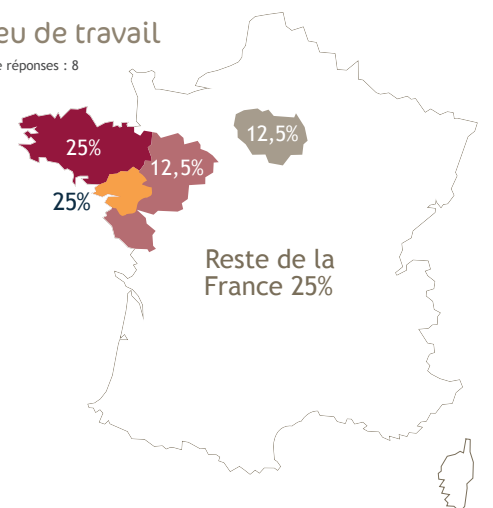 eu de travail
e réponses : 8
25%
12,5%
12,5%
25%
Reste de la
France 25%